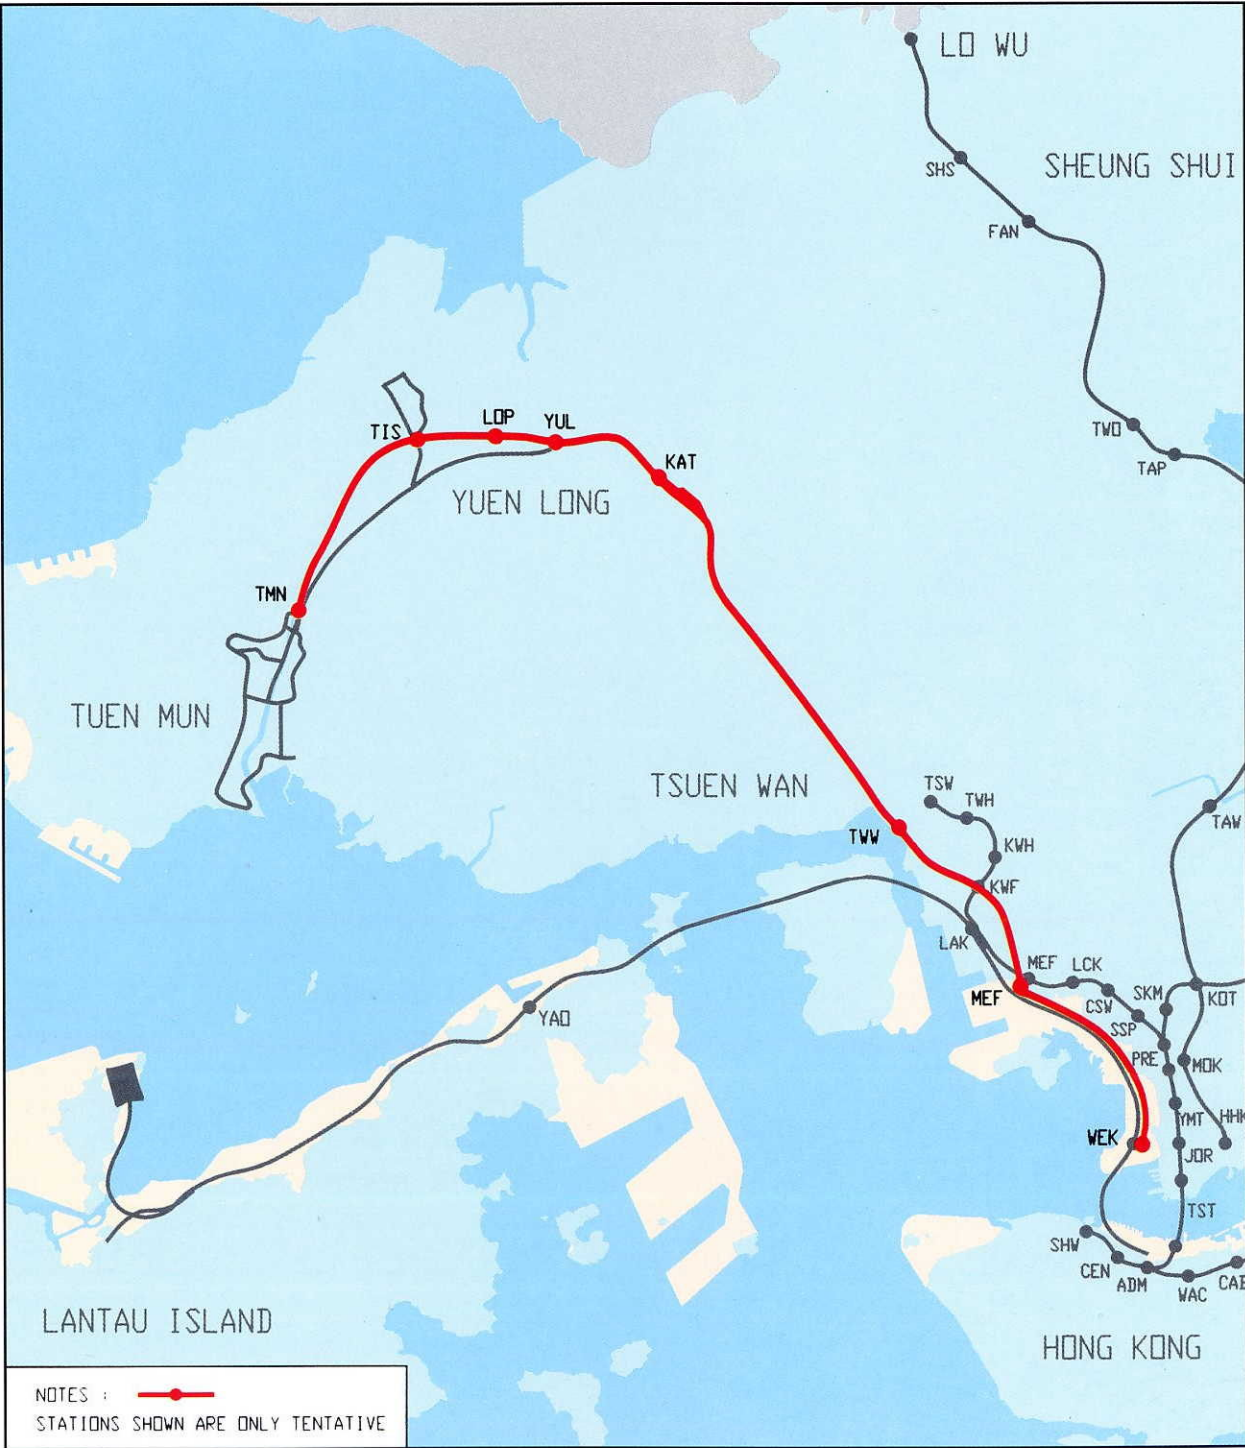 LO WU
SHEUNG SHUI
SHS
FAN
TWO
TAP
TIS
LOP
YUL
KAT
YUEN LONG
TMN
TUEN MUN
TSUEN WAN
TSW
TWH
TAW
TWW
KWH
KWF
LAK
MEF
LCK
MEF
CSW
SKM
KOT
YAO
SSP
PRE
MOK
YMT
HHK
WEK
JOR
TST
SHW
CEN
ADM
WAC
CAB
LANTAU ISLAND
HONG KONG
NOTES :
STATIONS SHOWN ARE ONLY TENTATIVE